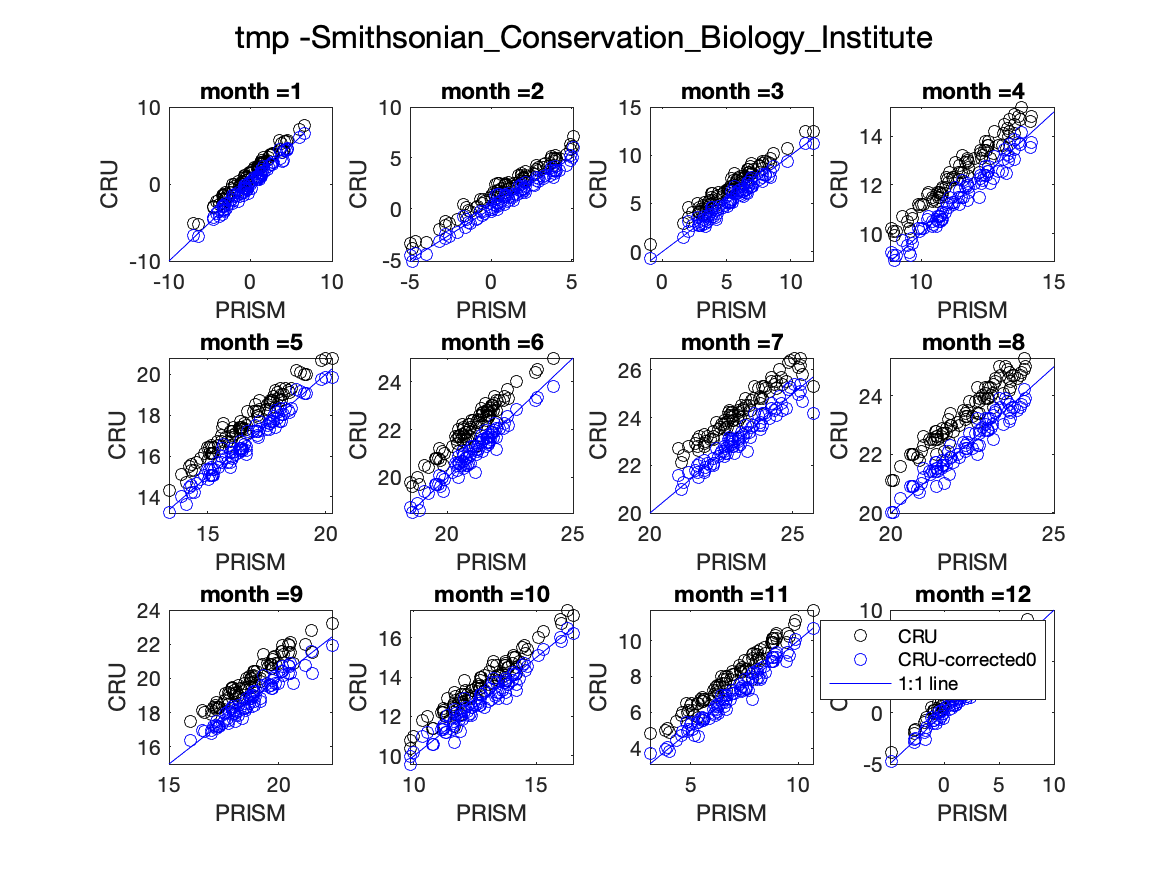 tmp -Smithsonian_Conservation_Biology_Institute
month =1
month =2
month =3
month =4
10
0
-10
CRU
-10 0 10
PRISM
10
5
0
-5
CRU
-5 0 5
PRISM
15
10
5
0
CRU
0 5 10
PRISM
14
12
10
CRU
10 15
PRISM
month =5
month =6
month =7
month =8
20
18
16
14
CRU
15 20
PRISM
24
22
20
CRU
20 25
PRISM
26
24
22
20
CRU
20 25
PRISM
24
22
20
CRU
20 25
PRISM
month =9
month =10
month =11
month =12
24
22
20
18
16
CRU
15 20
PRISM
16
14
12
10
CRU
10 15
PRISM
10
8
6
4
CRU
5 10
PRISM
10
0
-5
0 5 10
PRISM
CRU
CRU-corrected0
1:1 line